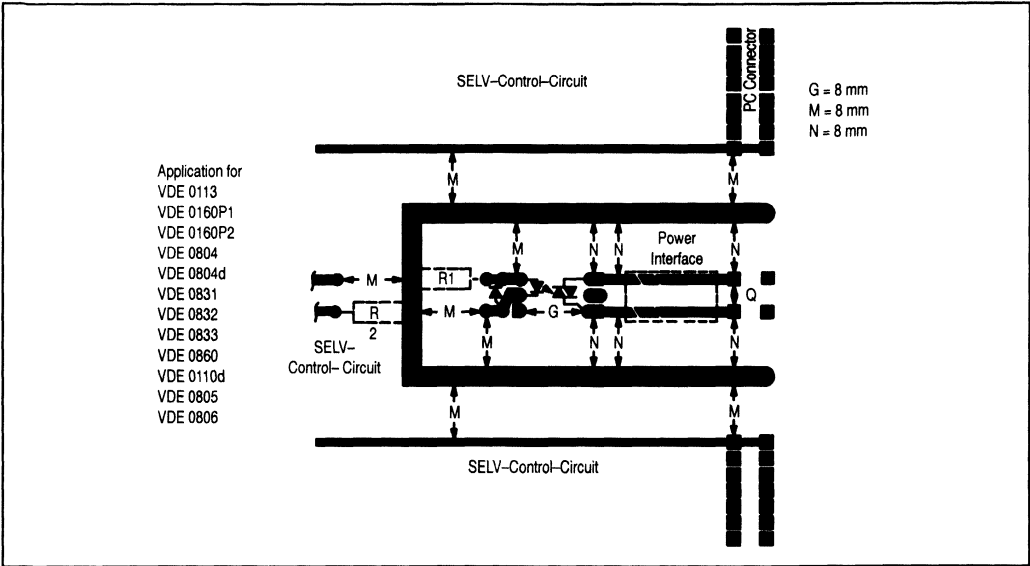 SELV–Control–Circuit
PC Connector
G = 8 mm
M = 8 mm
N = 8 mm
Application for
VDE 0113
VDE 0160P1
VDE 0160P2
VDE 0804
VDE 0804d
VDE 0831
VDE 0832
VDE 0833
VDE 0860
VDE 0110d
VDE 0805
VDE 0806
M
M
M
N
N
Power
Interface
N
M
R1
Q
R
2
M
G
SELV–
Control– Circuit
M
N
N
N
M
M
SELV–Control–Circuit